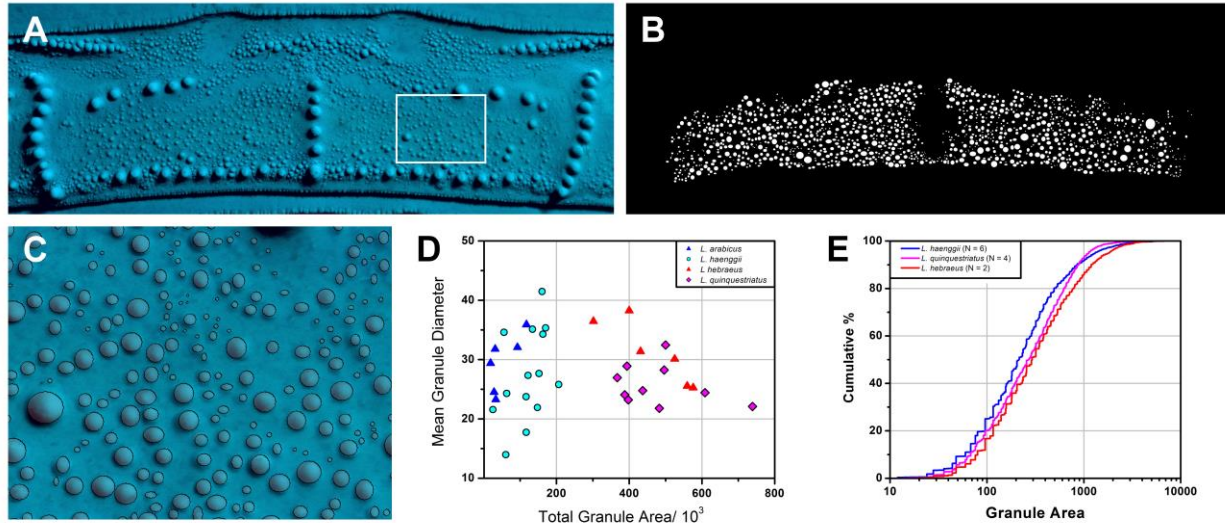 A
B
C
D
50
40
30
20
10
Mean Granule Diameter
200
400
600
800
Total Granule Area/ 10³
L. arabicus
L. haenggii
L hebraeus
L. quinquestriatus
E
100
80
60
40
20
0
Cumulative %
10
100
1000
10000
Granule Area
L. haenggii (N = 6)
L. quinquestriatus (N = 4)
L. hebraeus (N = 2)